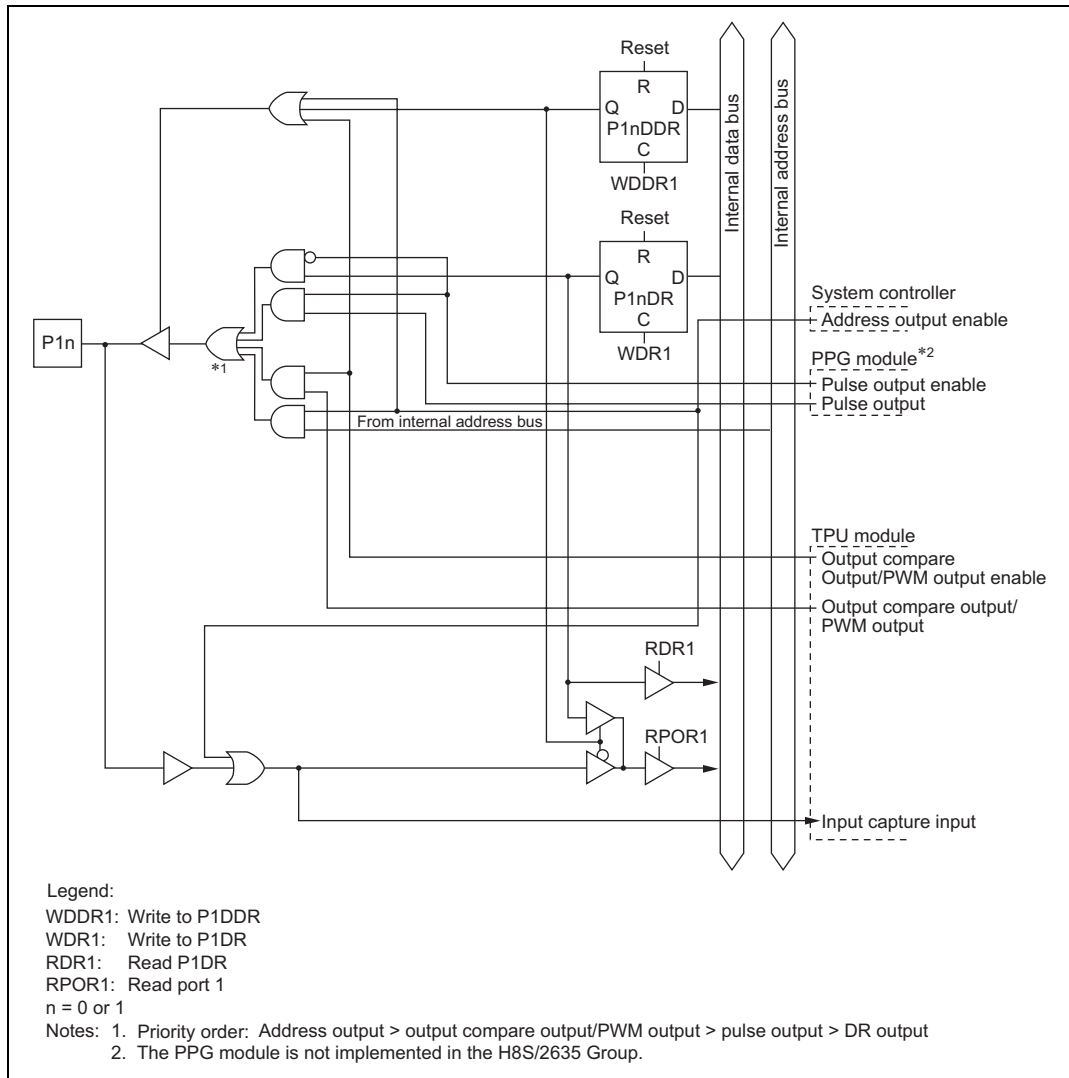 Reset
R
Q D
P1nDDR
C
WDDR1
Reset
R
Q D
P1nDR
C
WDR1
Internal data bus
Internal address bus
System controller
Address output enable
PPG module*2
Pulse output enable
Pulse output
P1n
*1
From internal address bus
TPU module
Output compare
Output/PWM output enable
Output compare output/
PWM output
RDR1
RPOR1
Input capture input
Legend:
WDDR1: Write to P1DDR
WDR1: Write to P1DR
RDR1: Read P1DR
RPOR1: Read port 1
n = 0 or 1
Notes: 1. Priority order: Address output > output compare output/PWM output > pulse output > DR output
2. The PPG module is not implemented in the H8S/2635 Group.